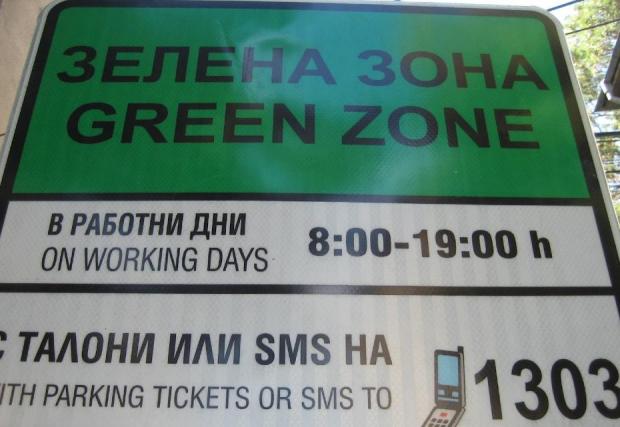 ЗЕЛЕНА ЗОНА
GREEN ZONE
В РАБОТНИ ДНИ
ON WORKING DAYS
8:00-19:00 h
С ТАЛОНИ ИЛИ SMS НА
WITH PARKING TICKETS OR SMS TO
1303